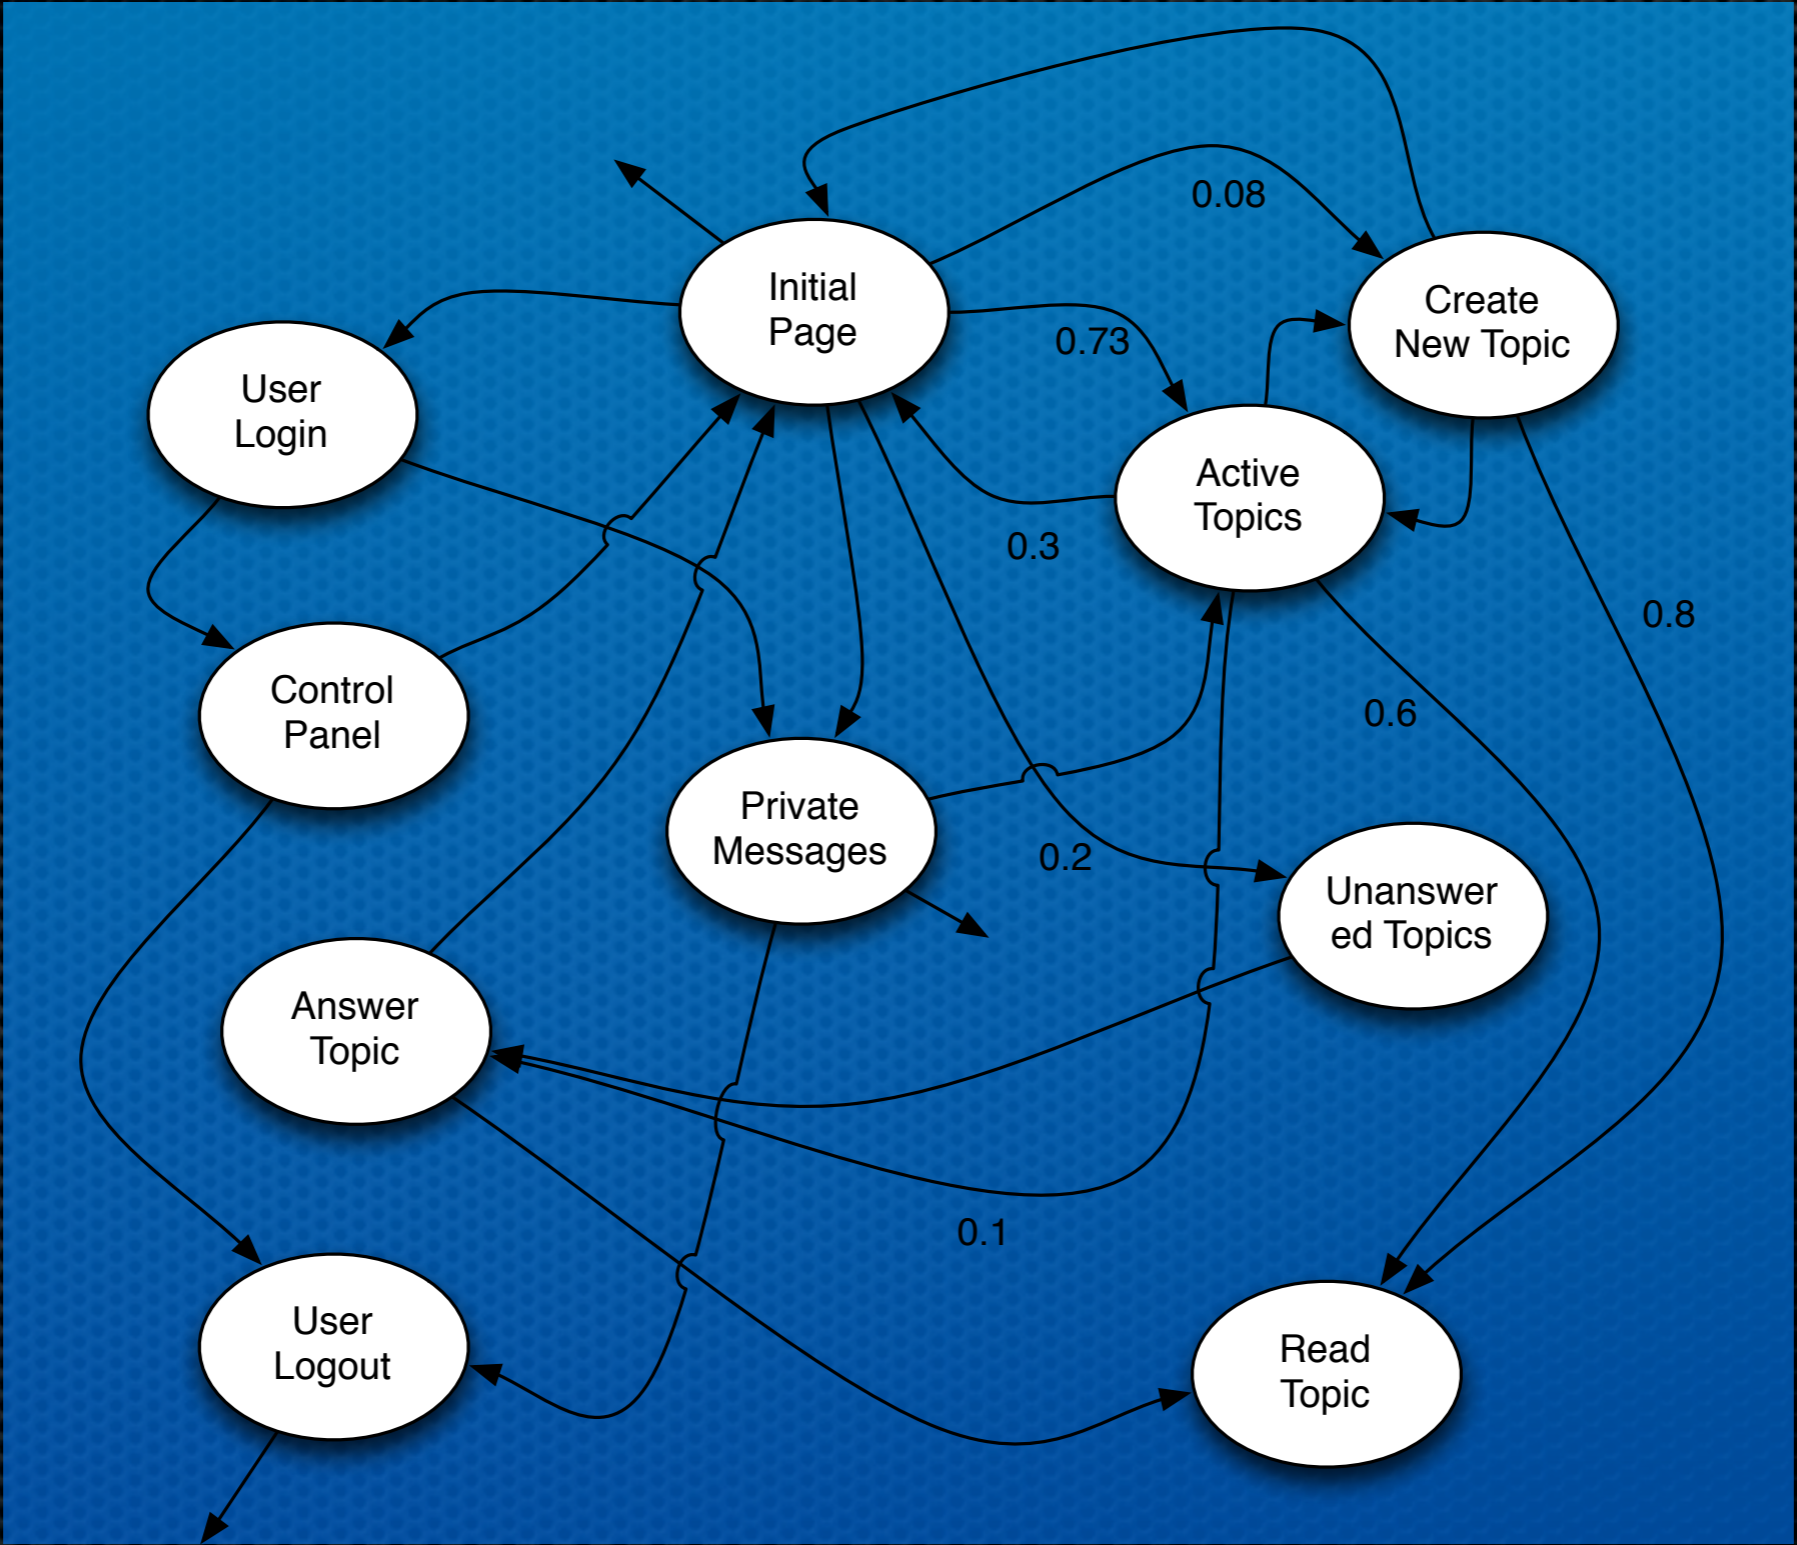 0.08
Initial
Page
Create
New Topic
0.73
User
Login
Active
Topics
0.3
0.8
Control
Panel
0.6
Private
Messages
0.2
Unanswer
ed Topics
Answer
Topic
0.1
User
Logout
Read
Topic